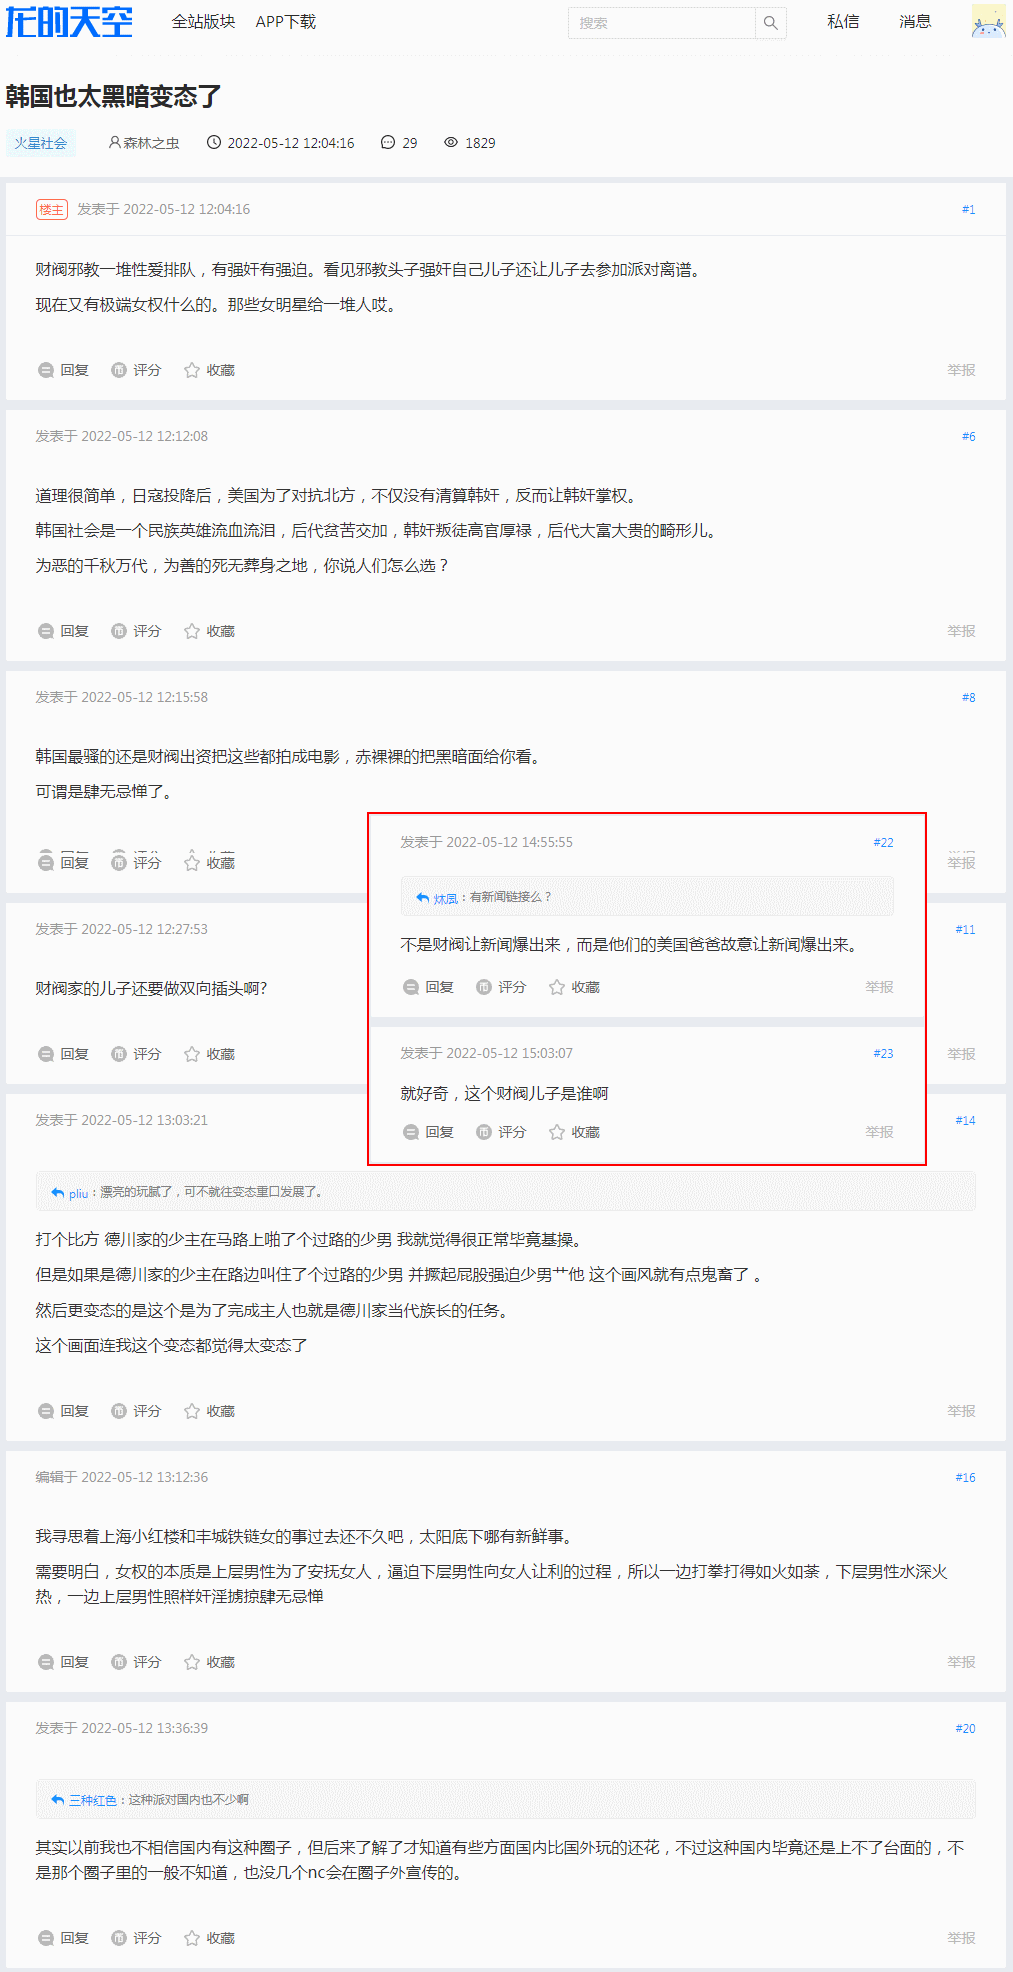 龙的天空 全站版块 APP下载 搜索 私信 消息
韩国也太黑暗变态了
火星社会 森林之虫 2022-05-12 12:04:16 29 1829
楼主 发表于 2022-05-12 12:04:16 #1
财阀邪教一堆性爱排队，有强奸有强迫。看见邪教头子强奸自己儿子还让儿子去参加派对离谱。
现在又有极端女权什么的。那些女明星给一堆人哎。
回复 评分 收藏 举报
发表于 2022-05-12 12:12:08 #6
道理很简单，日寇投降后，美国为了对抗北方，不仅没有清算韩奸，反而让韩奸掌权。
韩国社会是一个民族英雄流血流泪，后代贫苦交加，韩奸叛徒高官厚禄，后代大富大贵的畸形儿。
为恶的千秋万代，为善的死无葬身之地，你说人们怎么选？
回复 评分 收藏 举报
发表于 2022-05-12 12:15:58 #8
韩国最骚的还是财阀出资把这些都拍成电影，赤裸裸的把黑暗面给你看。
可谓是肆无忌惮了。
回复 评分 收藏 举报
发表于 2022-05-12 12:27:53 #11
财阀家的儿子还要做双向插头啊?
回复 评分 收藏 举报
发表于 2022-05-12 14:55:55 #22
炑風：有新闻链接么？
不是财阀让新闻爆出来，而是他们的美国爸爸故意让新闻爆出来。
回复 评分 收藏 举报
发表于 2022-05-12 15:03:07 #23
就好奇，这个财阀儿子是谁啊
回复 评分 收藏 举报
发表于 2022-05-12 13:03:21 #14
pliu：漂亮的玩腻了，可不就往变态重口发展了。
打个比方 德川家的少主在马路上啪了个过路的少男 我就觉得很正常毕竟基操。
但是如果是德川家的少主在路边叫住了个过路的少男 并撅起屁股强迫少男艹他 这个画风就有点鬼畜了 。
然后更变态的是这个是为了完成主人也就是德川家当代族长的任务。
这个画面连我这个变态都觉得太变态了
回复 评分 收藏 举报
编辑于 2022-05-12 13:12:36 #16
我寻思着上海小红楼和丰城铁链女的事过去还不久吧，太阳底下哪有新鲜事。
需要明白，女权的本质是上层男性为了安抚女人，逼迫下层男性向女人让利的过程，所以一边打拳打得如火如荼，下层男性水深火
热，一边上层男性照样奸淫掳掠肆无忌惮
回复 评分 收藏 举报
发表于 2022-05-12 13:36:39 #20
三种红色：这种派对国内也不少啊
其实以前我也不相信国内有这种圈子，但后来了解了才知道有些方面国内比国外玩的还花，不过这种国内毕竟还是上不了台面的，不
是那个圈子里的一般不知道，也没几个nc会在圈子外宣传的。
回复 评分 收藏 举报